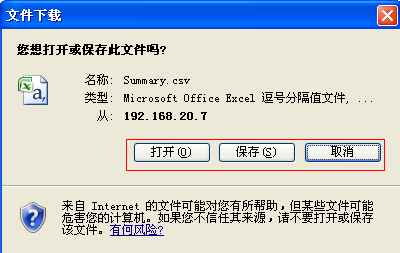 文件下载
您想打开或保存此文件吗?
名称: Summary.csv
类型: Microsoft Office Excel 逗号分隔值文件, ...
从: 192.168.20.7
打开(O) 保存(S) 取消
来自 Internet 的文件可能对您有所帮助,但某些文件可能
危害您的计算机。如果您不信任其来源,请不要打开或保存
该文件。有何风险?